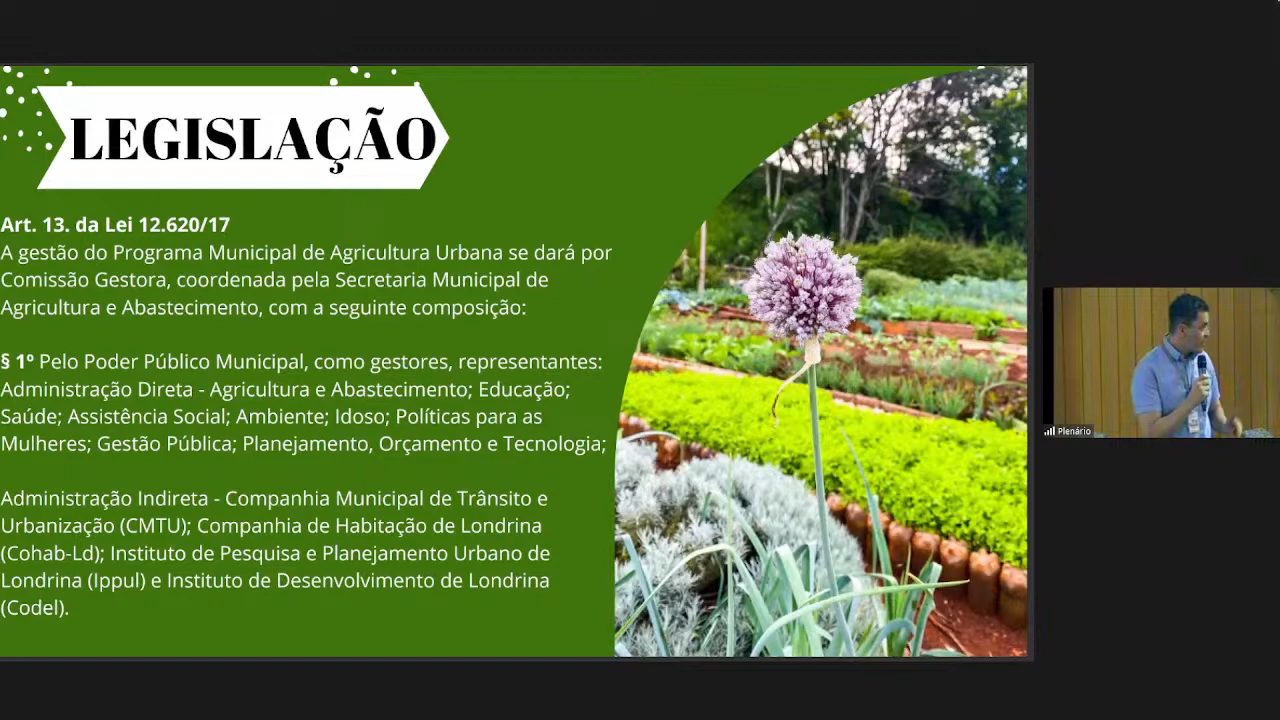 LEGISLAÇÃO
Art. 13. da Lei 12.620/17
A gestão do Programa Municipal de Agricultura Urbana se dará por
Comissão Gestora, coordenada pela Secretaria Municipal de
Agricultura e Abastecimento, com a seguinte composição:
§ 1º Pelo Poder Público Municipal, como gestores, representantes:
Administração Direta - Agricultura e Abastecimento; Educação;
Saúde; Assistência Social; Ambiente; Idoso; Políticas para as
Mulheres; Gestão Pública; Planejamento, Orçamento e Tecnologia;
Administração Indireta - Companhia Municipal de Trânsito e
Urbanização (CMTU); Companhia de Habitação de Londrina
(Cohab-Ld); Instituto de Pesquisa e Planejamento Urbano de
Londrina (Ippul) e Instituto de Desenvolvimento de Londrina
(Codel).
Plenário